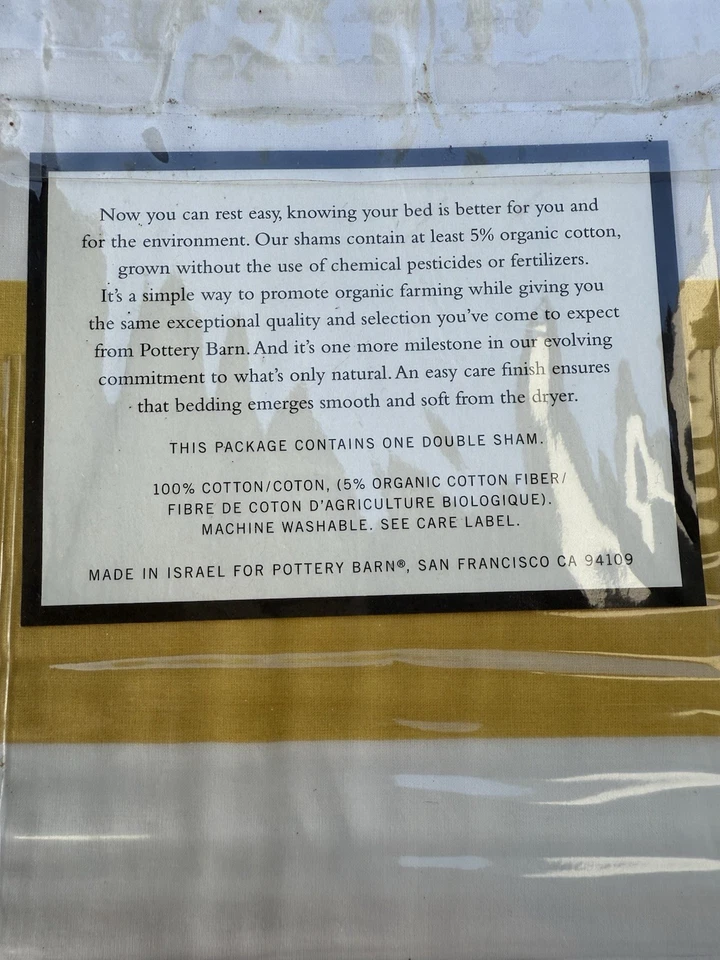 Now you can rest easy, knowing your bed is better for you and
for the environment. Our shams contain at least 5% organic cotton,
grown without the use of chemical pesticides or fertilizers.
It's a simple way to promote organic farming while giving you
the same exceptional quality and selection you've come to expect
from Pottery Barn. And it's one more milestone in our evolving
commitment to what's only natural. An easy care finish ensures
that bedding emerges smooth and soft from the dryer.
THIS PACKAGE CONTAINS ONE DOUBLE SHAM.
100% COTTON/COTON, (5% ORGANIC COTTON FIBER/
FIBRE DE COTON D'AGRICULTURE BIOLOGIQUE).
MACHINE WASHABLE. SEE CARE LABEL.
MADE IN ISRAEL FOR POTTERY BARN®, SAN FRANCISCO CA 94109